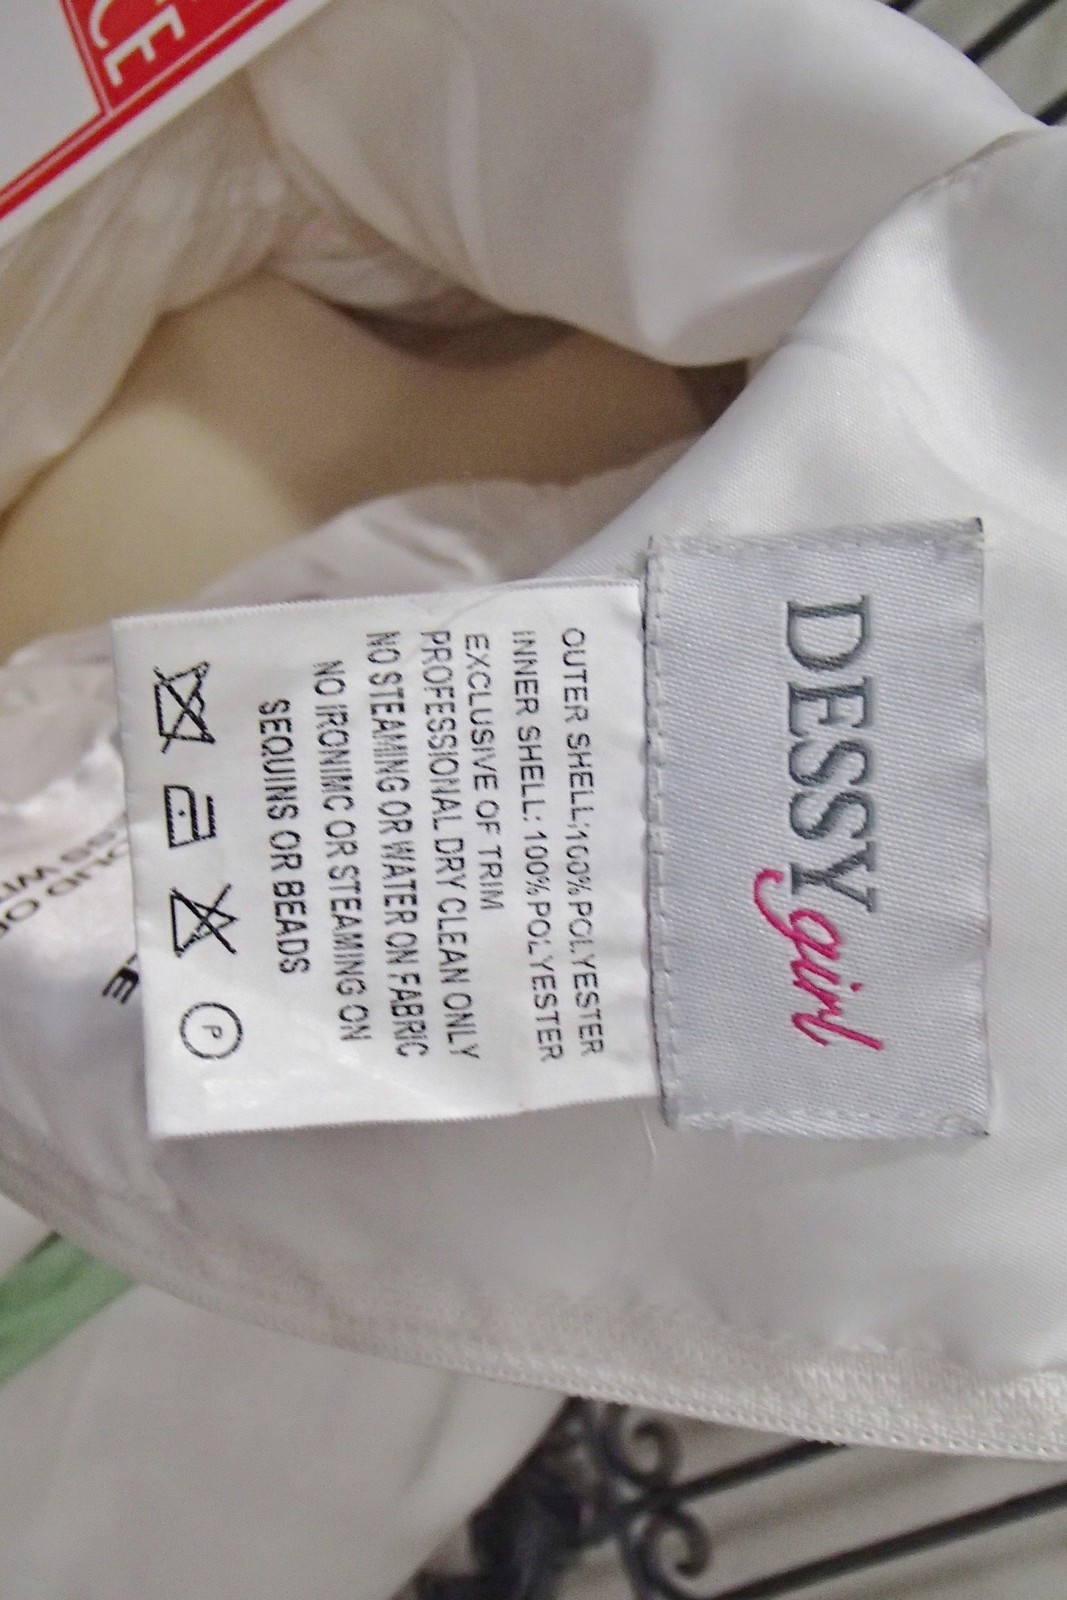 DESSY girl
OUTER SHELL:100% POLYESTER
INNER SHELL: 100% POLYESTER
EXCLUSIVE OF TRIM
PROFESSIONAL DRY CLEAN ONLY
NO STEAMING OR WATER ON FABRIC
NO IRONIMC OR STEAMING ON
SEQUINS OR BEADS
P